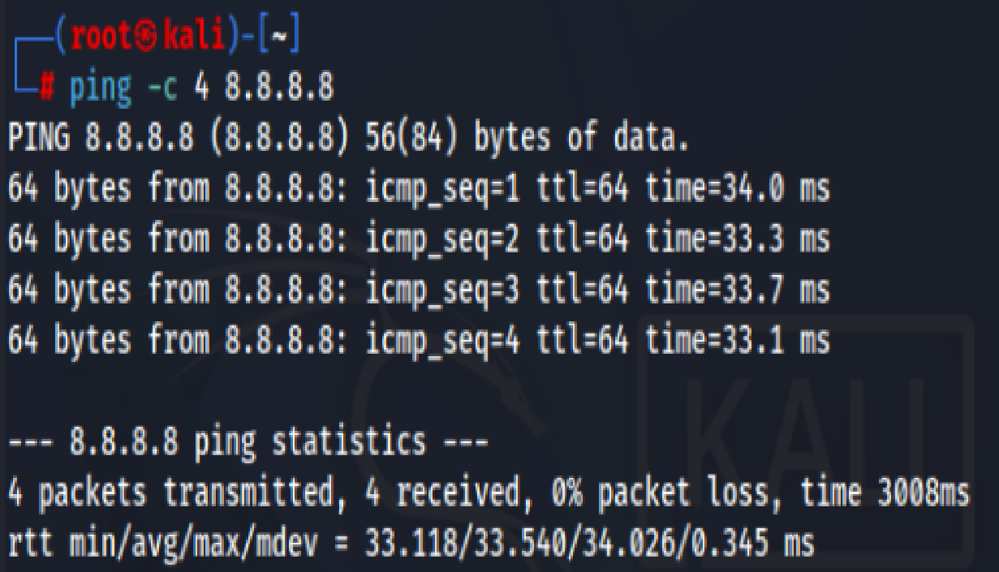 (root㉿kali)-[~]
# ping -c 4 8.8.8.8
PING 8.8.8.8 (8.8.8.8) 56(84) bytes of data.
64 bytes from 8.8.8.8: icmp_seq=1 ttl=64 time=34.0 ms
64 bytes from 8.8.8.8: icmp_seq=2 ttl=64 time=33.3 ms
64 bytes from 8.8.8.8: icmp_seq=3 ttl=64 time=33.7 ms
64 bytes from 8.8.8.8: icmp_seq=4 ttl=64 time=33.1 ms
KALI
--- 8.8.8.8 ping statistics ---
4 packets transmitted, 4 received, 0% packet loss, time 3008ms
rtt min/avg/max/mdev = 33.118/33.540/34.026/0.345 ms